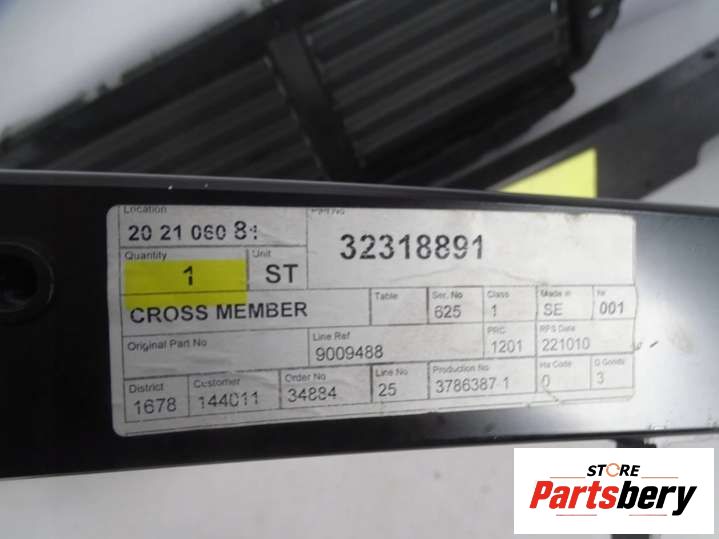 Location
20 21 060 81
32318891
Quantity
Unit
1 ST
CROSS MEMBER
Table
Ser. No
625
Class
1
Made in
SE
Nr
001
Original Part No
Line Ref
9009488
PRC
1201
RPS Date
221010
District
1678
Customer
144011
Order No
34884
Line No
25
Production No
3786387 1
Ha Code
0
Q Goods
3
STORE
Partsbery